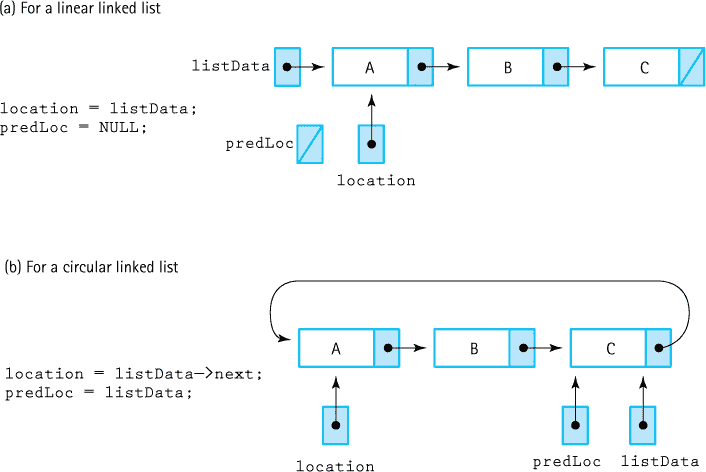 (a) For a linear linked list
listData
A
B
C
location = listData;
predLoc = NULL;
predLoc
location
(b) For a circular linked list
A
B
C
location = listData—>next;
predLoc = listData;
location
predLoc
listData